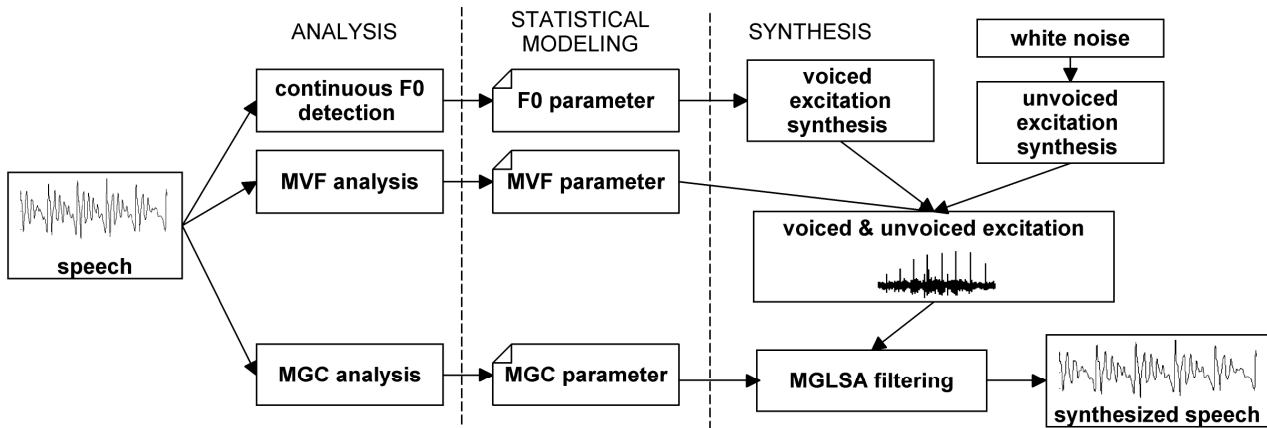 ANALYSIS
STATISTICAL
MODELING
SYNTHESIS
white noise
continuous F0
detection
F0 parameter
voiced
excitation
synthesis
unvoiced
excitation
synthesis
MVF analysis
MVF parameter
speech
voiced & unvoiced excitation
MGC analysis
MGC parameter
MGLSA filtering
synthesized speech